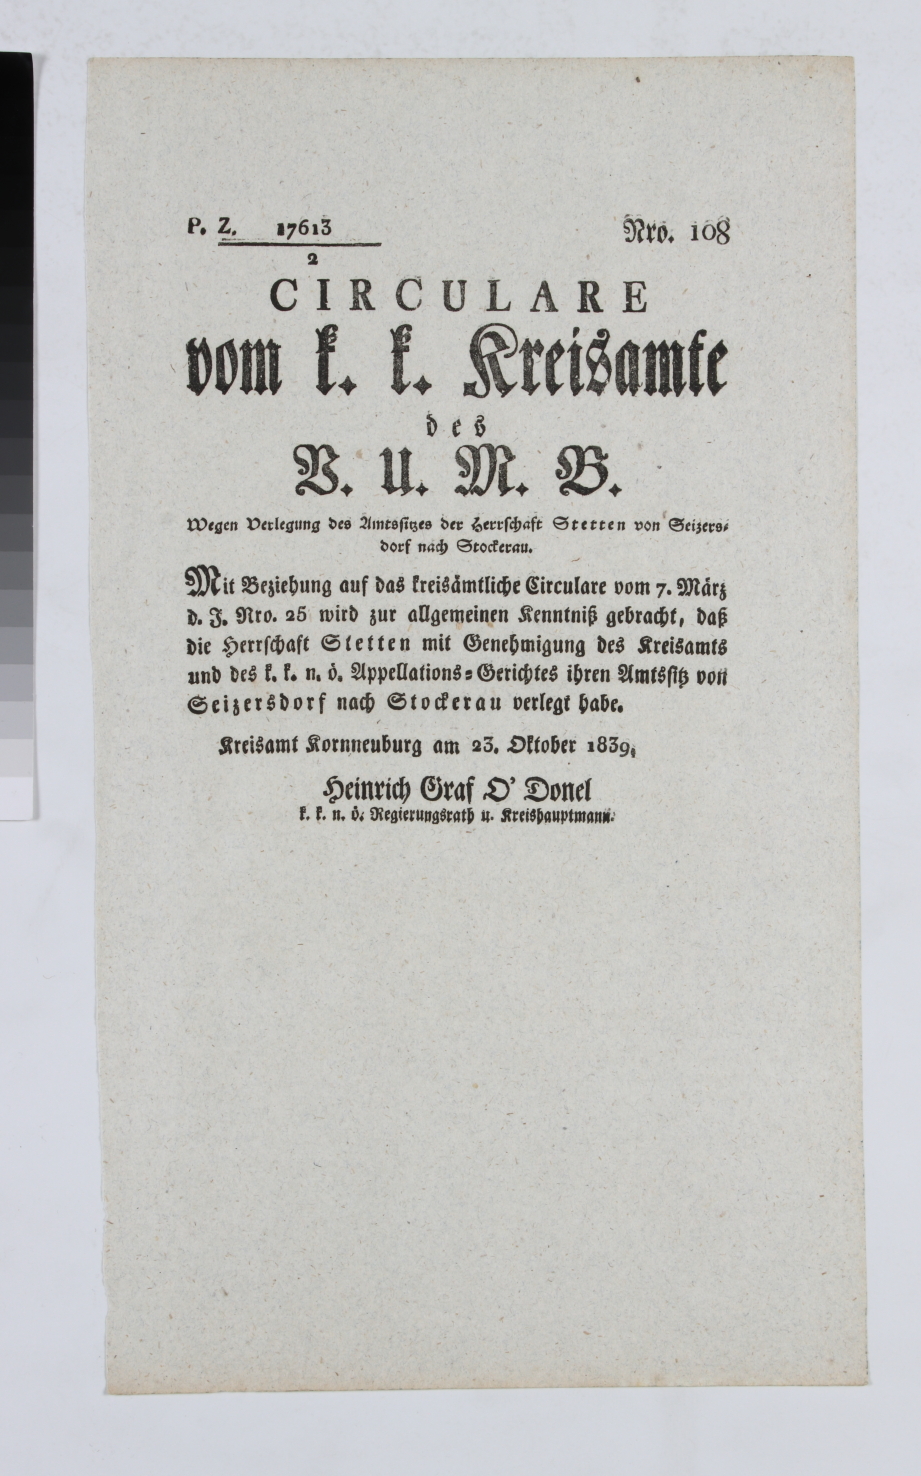 P. Z. 17613 Nro. 108
2
CIRCULARE
vom k. k. Kreisamte
des
V. U. M. B.
Wegen Verlegung des Amtssitzes der Herrschaft Stetten von Seizers-
dorf nach Stockerau.
Mit Beziehung auf das kreisämtliche Circulare vom 7. März
d. J. Nro. 25 wird zur allgemeinen Kenntniß gebracht, daß
die Herrschaft Stetten mit Genehmigung des Kreisamts
und des k. k. n. ö. Appellations-Gerichtes ihren Amtssitz von
Seizersdorf nach Stockerau verlegt habe.
Kreisamt Kornneuburg am 23. Oktober 1839.
Heinrich Graf O' Donel
k. k. n. ö. Regierungsrath u. Kreishauptmann.